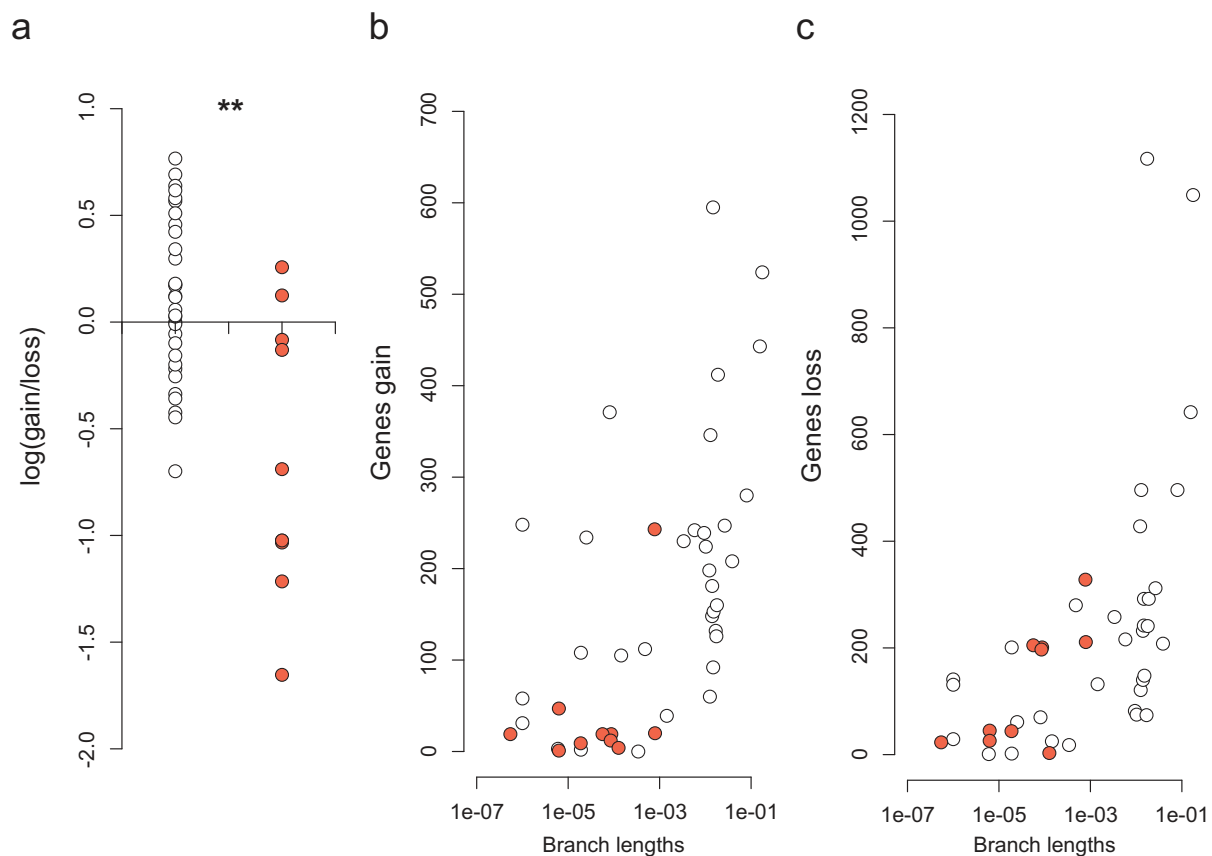 a
**
log(gain/loss)
1.0
0.5
0.0
-0.5
-1.0
-1.5
-2.0
b
Genes gain
700
600
500
400
300
200
100
0
1e-07 1e-05 1e-03 1e-01
Branch lengths
c
Genes loss
1200
1000
800
600
400
200
0
1e-07 1e-05 1e-03 1e-01
Branch lengths